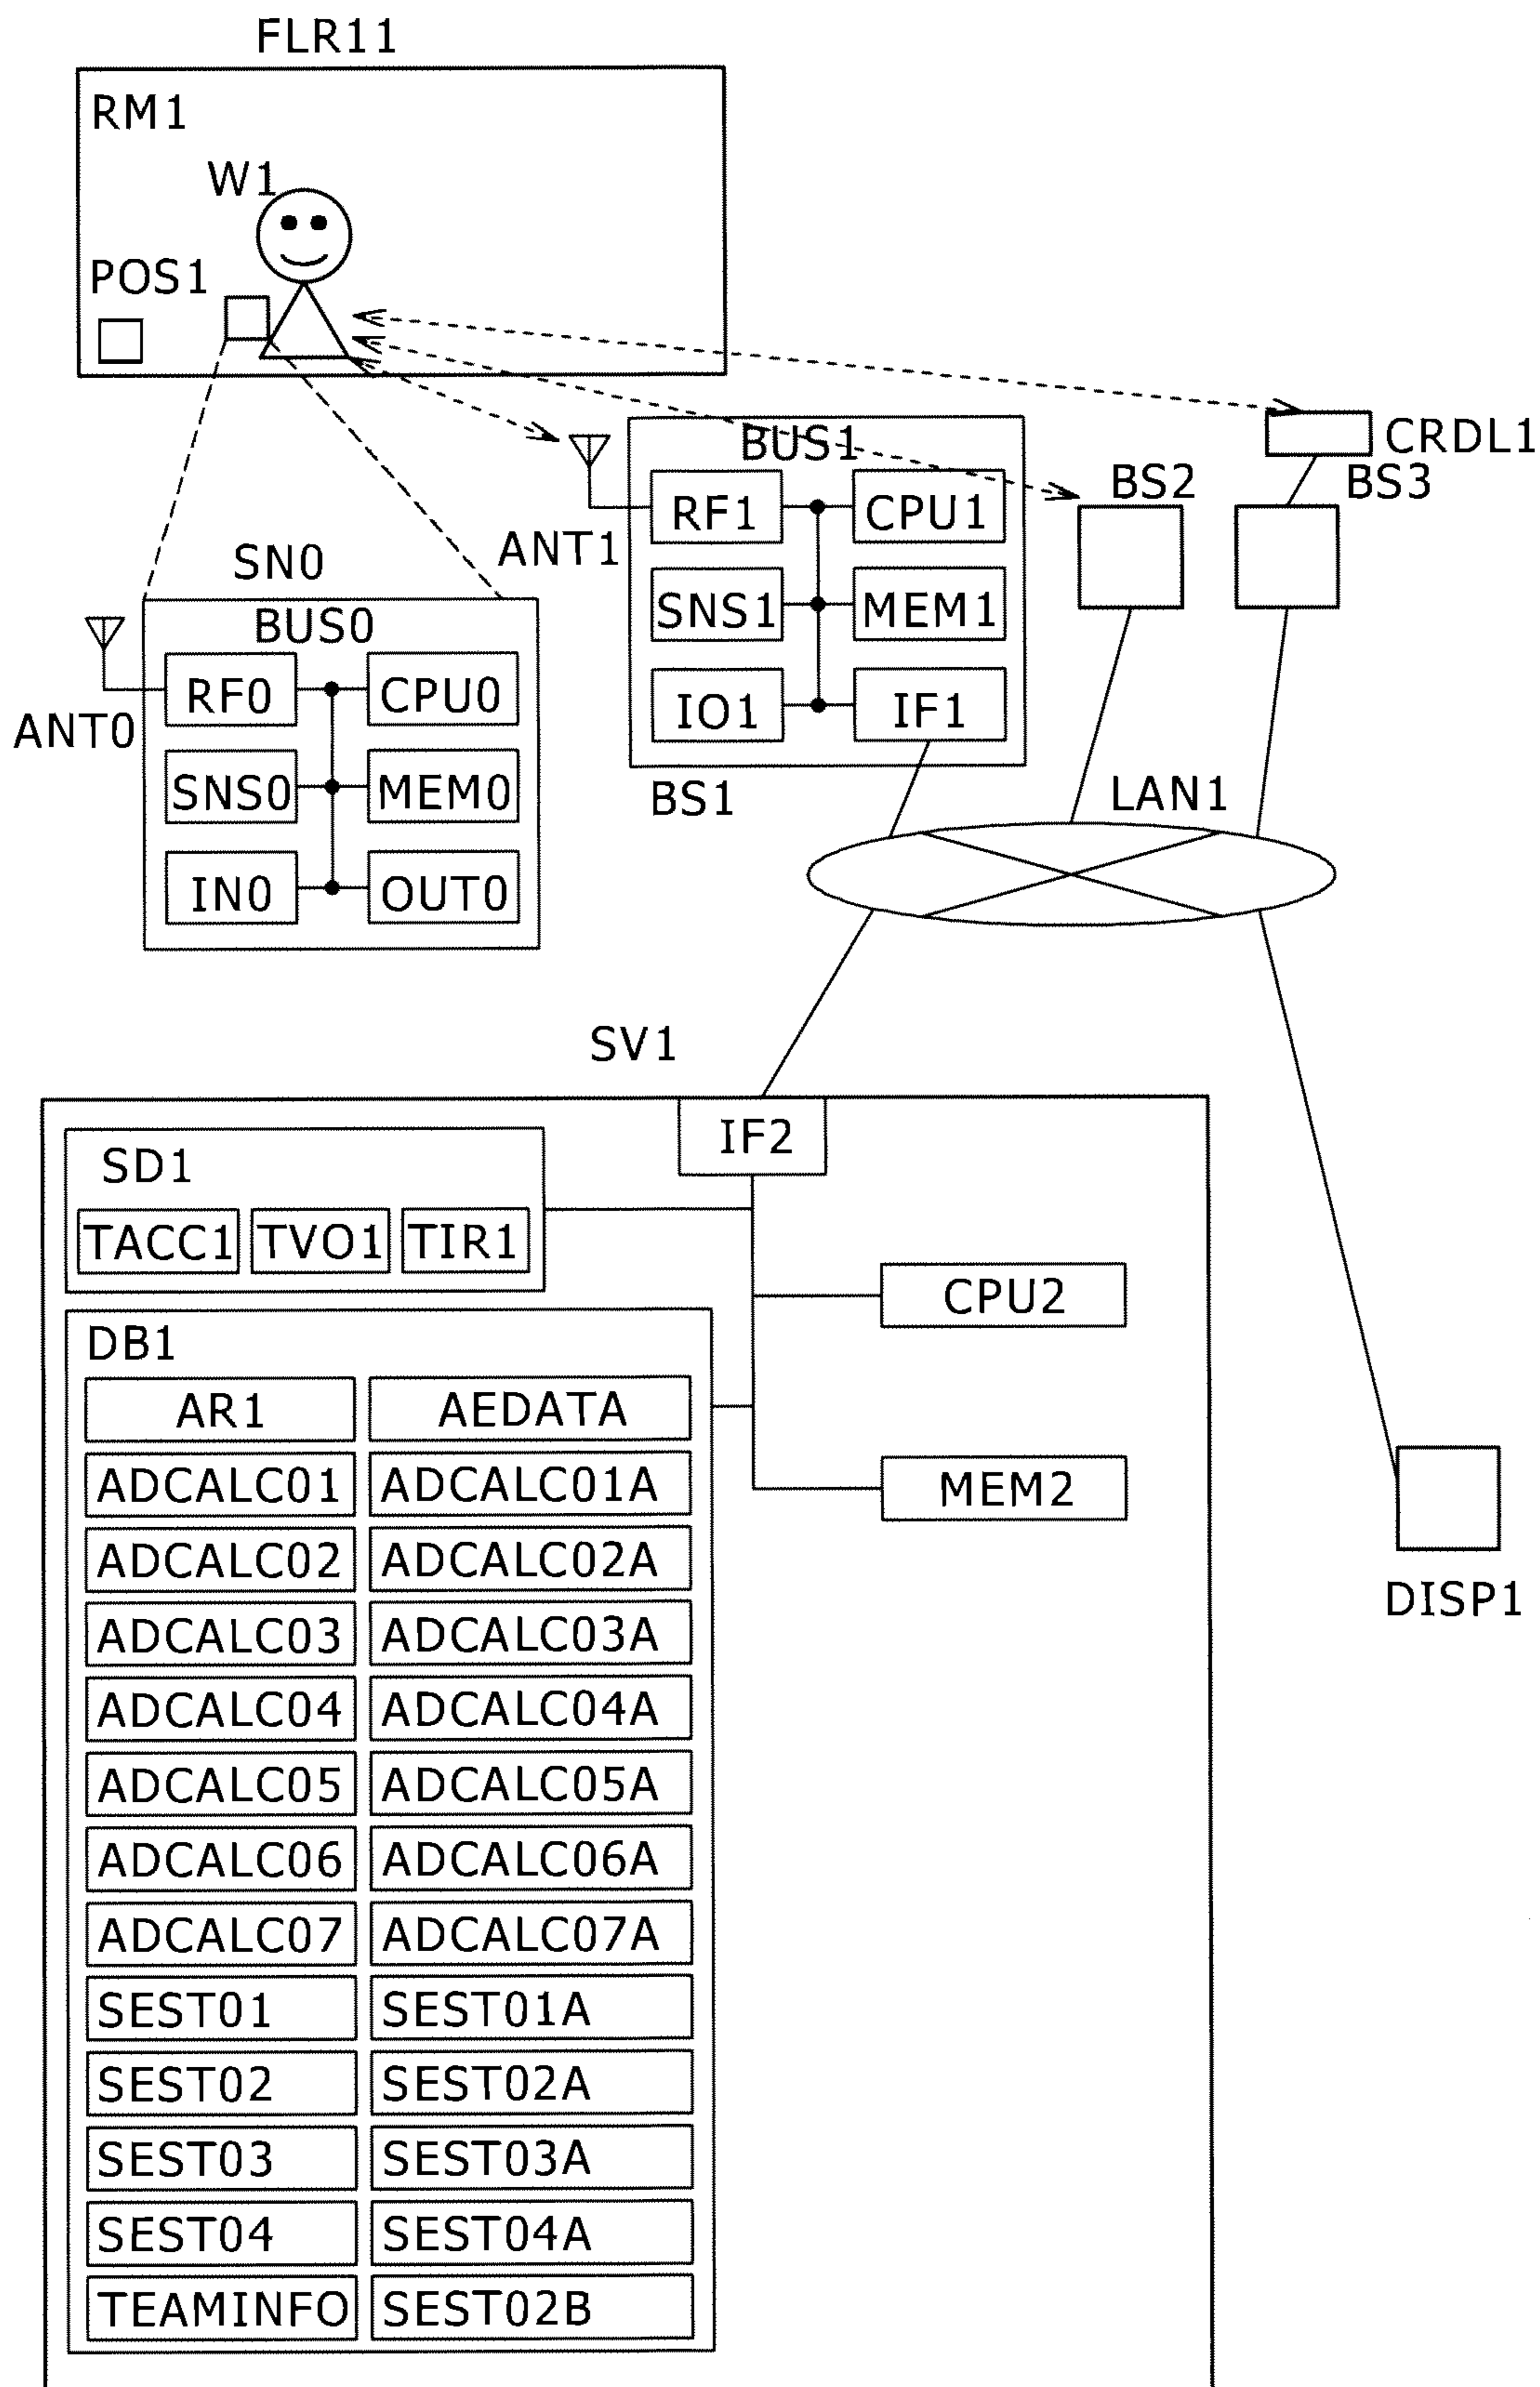 FLR11
RM1
W1
POS1
CRDL1
BUS1
BS2
BS3
RF1
CPU1
ANT1
SN0
SNS1
MEM1
BUS0
RF0
CPU0
IO1
IF1
ANT0
SNS0
MEM0
BS1
LAN1
IN0
OUT0
SV1
IF2
SD1
TACC1
TVO1
TIR1
CPU2
DB1
AR1
AEDATA
ADCALC01
ADCALC01A
MEM2
ADCALC02
ADCALC02A
DISP1
ADCALC03
ADCALC03A
ADCALC04
ADCALC04A
ADCALC05
ADCALC05A
ADCALC06
ADCALC06A
ADCALC07
ADCALC07A
SEST01
SEST01A
SEST02
SEST02A
SEST03
SEST03A
SEST04
SEST04A
TEAMINFO
SEST02B